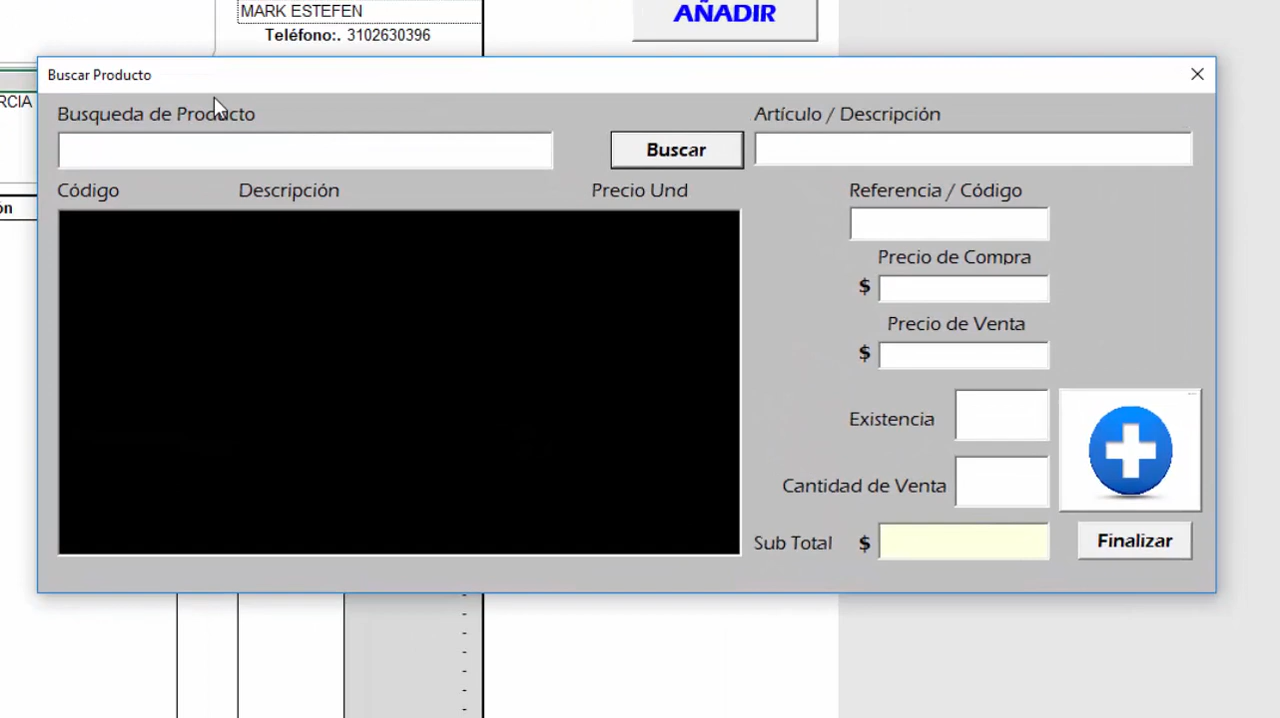 MARK ESTEFEN
AÑADIR
Teléfono:. 3102630396
Buscar Producto
RCIA
Busqueda de Producto
Artículo / Descripción
Buscar
Código Descripción Precio Und
Referencia / Código
ón
Precio de Compra
$
Precio de Venta
$
Existencia
Cantidad de Venta
Sub Total $
Finalizar